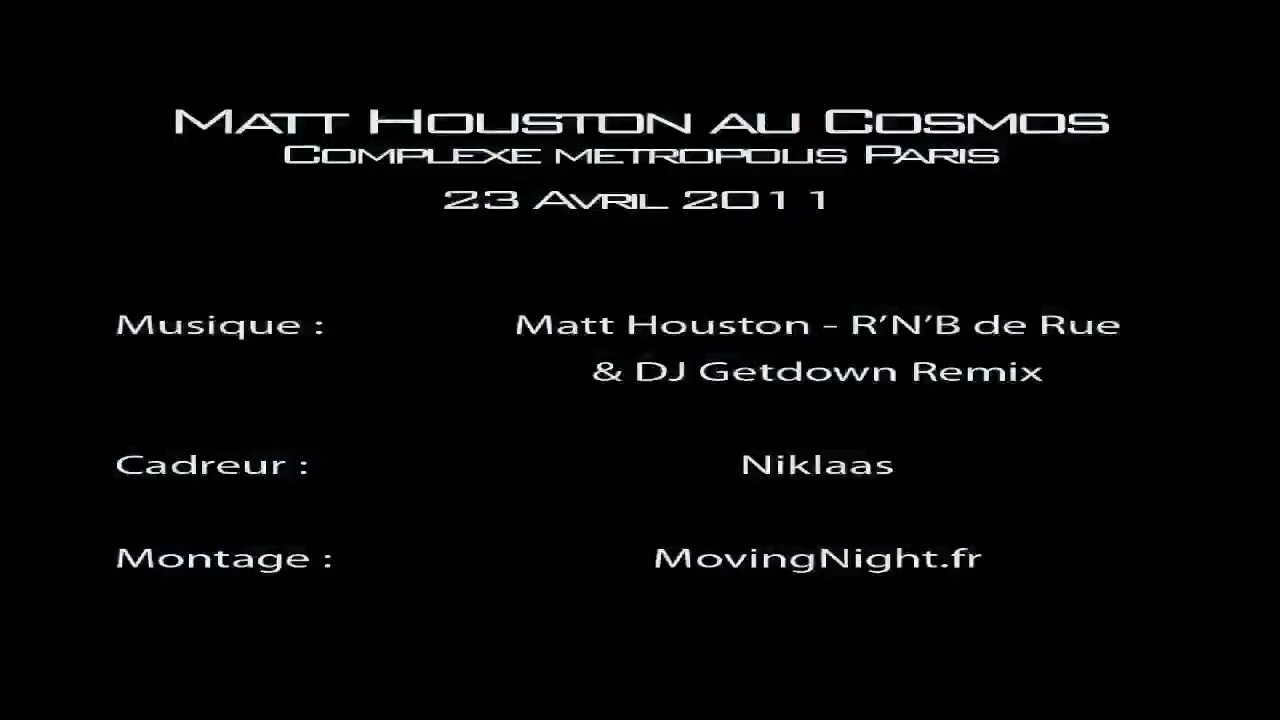 Matt Houston au Cosmos
Complexe metropolis Paris
23 Avril 2011
Musique : Matt Houston - R'N'B de Rue
& DJ Getdown Remix
Cadreur : Niklaas
Montage : MovingNight.fr